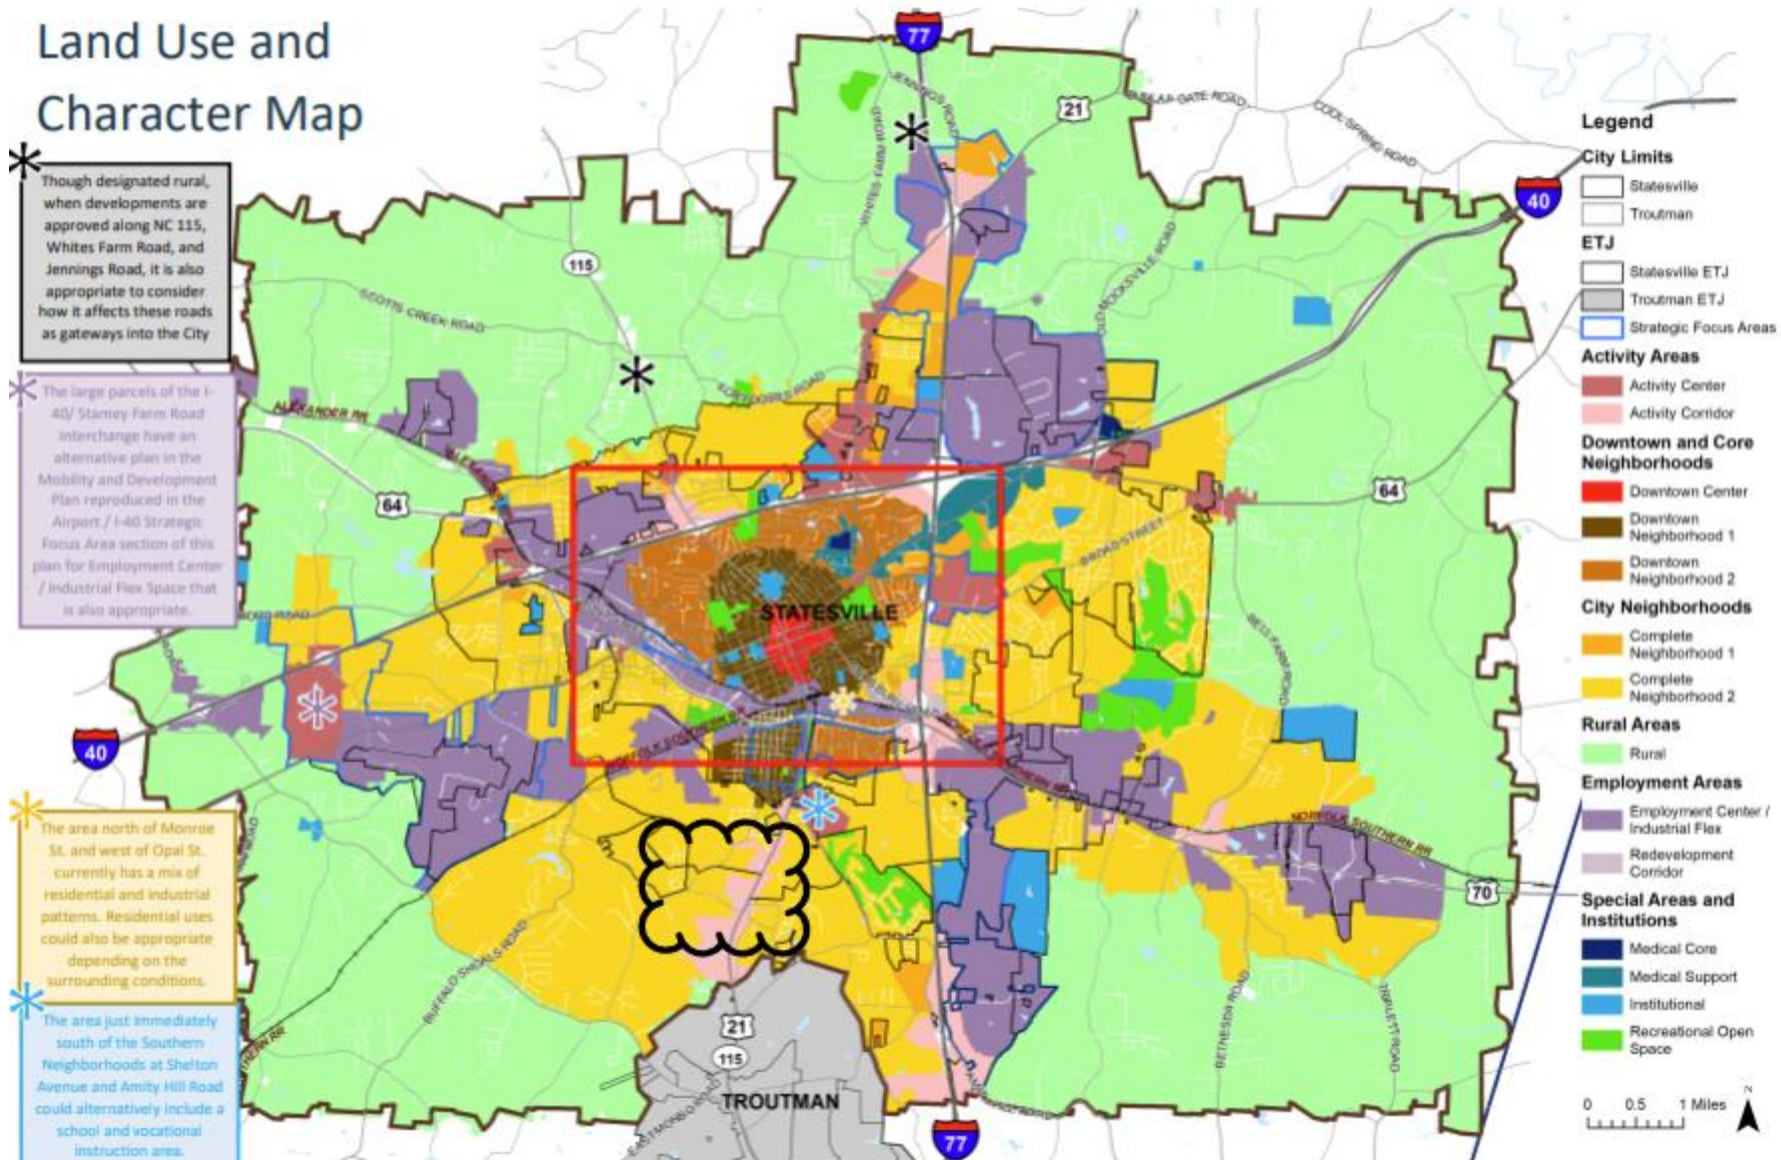 Land Use and
Character Map
Though designated rural,
when developments are
approved along NC 115,
Whites Farm Road, and
Jennings Road, it is also
appropriate to consider
how it affects these roads
as gateways into the City
The large parcels of the I-
40/ Stamey Farm Road
interchange have an
alternative plan in the
Mobility and Development
Plan reproduced in the
Airport / I-40 Strategic
Focus Area section of this
plan for Employment Center
/ Industrial Flex Space that
is also appropriate.
The area north of Monroe
St. and west of Opal St.
currently has a mix of
residential and industrial
patterns. Residential uses
could also be appropriate
depending on the
surrounding conditions.
The area just immediately
south of the Southern
Neighborhoods at Shelton
Avenue and Amity Hill Road
could alternatively include a
school and vocational
instruction area.
77
JENNINGS ROAD
21
GATE ROAD
COOL SPRING ROAD
WHITES FARM ROAD
40
115
OLD MOCKSVILLE ROAD
SCOTTS CREEK ROAD
ALEXANDER RR
64
64
BROAD STREET
STATESVILLE
BELL FARM ROAD
40
NORFOLK SOUTHERN RR
NORFOLK SOUTHERN RR
70
BUFFALO SHOALS ROAD
BETHESDA ROAD
TRIPLETT ROAD
21
115
TROUTMAN
77
Legend
City Limits
Statesville
Troutman
ETJ
Statesville ETJ
Troutman ETJ
Strategic Focus Areas
Activity Areas
Activity Center
Activity Corridor
Downtown and Core
Neighborhoods
Downtown Center
Downtown
Neighborhood 1
Downtown
Neighborhood 2
City Neighborhoods
Complete
Neighborhood 1
Complete
Neighborhood 2
Rural Areas
Rural
Employment Areas
Employment Center /
Industrial Flex
Redevelopment
Corridor
Special Areas and
Institutions
Medical Core
Medical Support
Institutional
Recreational Open
Space
0 0.5 1 Miles